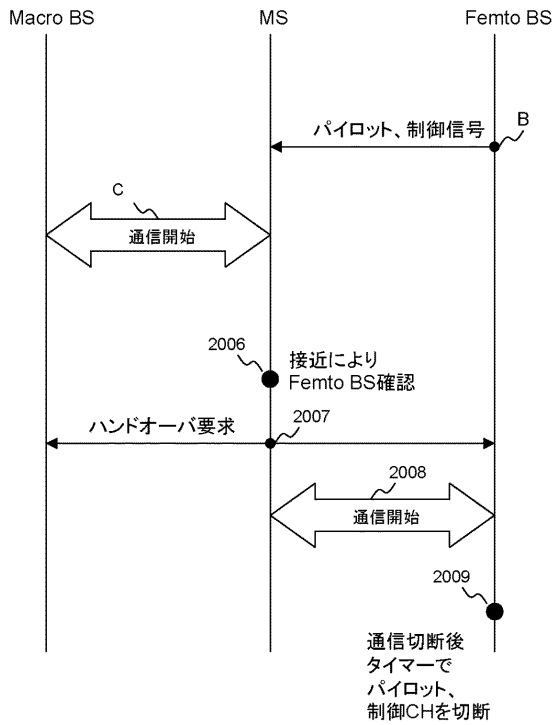 Macro BS
MS
Femto BS
パイロット、制御信号
B
C
通信開始
2006
接近により
Femto BS確認
ハンドオーバ要求
2007
2008
通信開始
2009
通信切断後
タイマーで
パイロット、
制御CHを切断